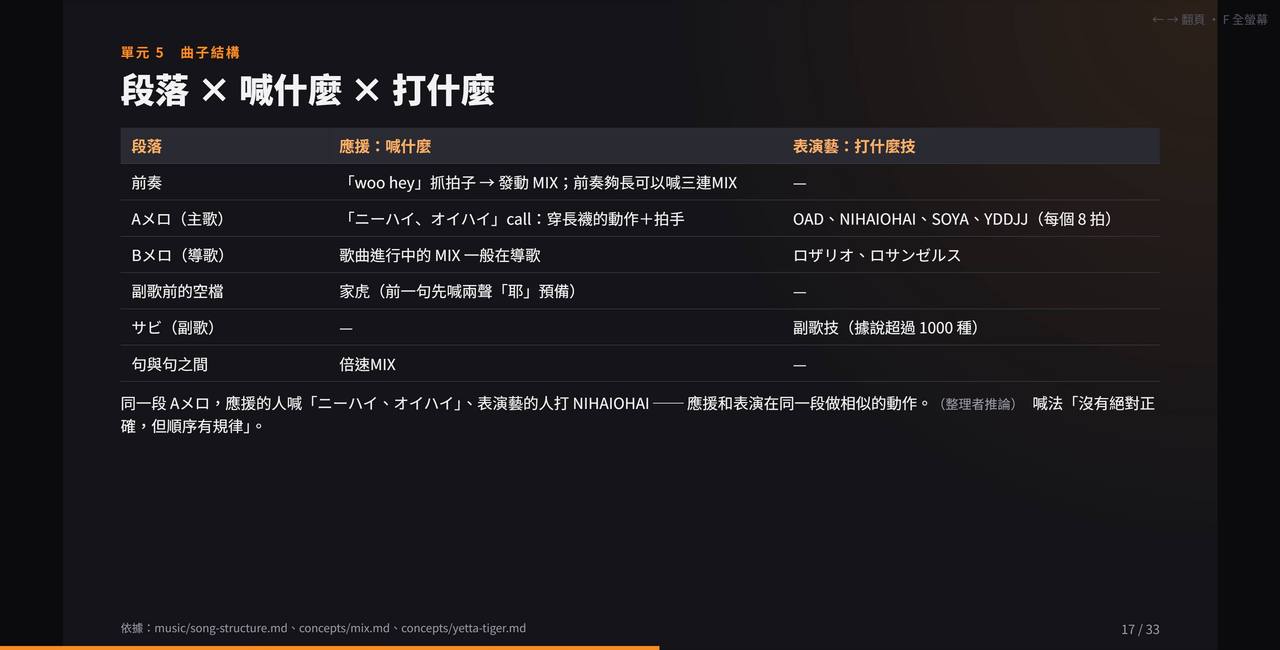 ←→ 翻頁 · F 全螢幕
單元 5　曲子結構
段落 × 喊什麼 × 打什麼
段落　應援：喊什麼　表演藝：打什麼技
前奏　「woo hey」抓拍子 → 發動 MIX；前奏夠長可以喊三連MIX　—
Aメロ（主歌）　「ニーハイ、オイハイ」call：穿長襪的動作＋拍手　OAD、NIHAIOHAI、SOYA、YDDJJ（每個 8 拍）
Bメロ（導歌）　歌曲進行中的 MIX 一般在導歌　ロザリオ、ロサンゼルス
副歌前的空檔　家虎（前一句先喊兩聲「耶」預備）　—
サビ（副歌）　—　副歌技（據說超過 1000 種）
句與句之間　倍速MIX　—
同一段 Aメロ，應援的人喊「ニーハイ、オイハイ」、表演藝的人打 NIHAIOHAI —— 應援和表演在同一段做相似的動作。（整理者推論）　喊法「沒有絕對正
確，但順序有規律」。
依據：music/song-structure.md、concepts/mix.md、concepts/yetta-tiger.md
17 / 33